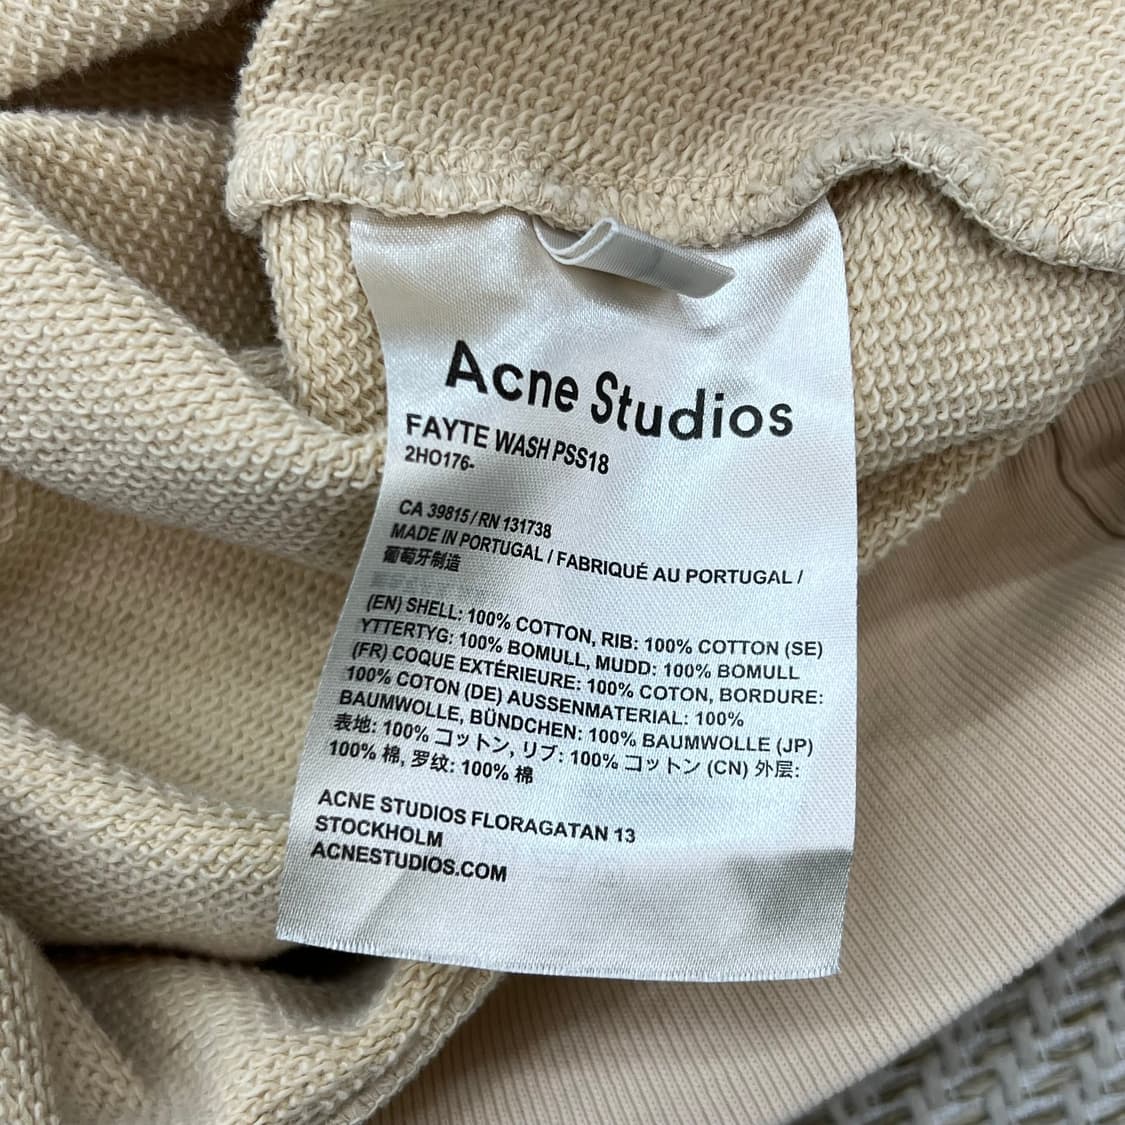 Acne Studios
FAYTE WASH PSS18
2HO176-
CA 39815 / RN 131738
MADE IN PORTUGAL / FABRIQUÉ AU PORTUGAL /
葡萄牙制造
(EN) SHELL: 100% COTTON, RIB: 100% COTTON (SE)
YTTERTYG: 100% BOMULL, MUDD: 100% BOMULL
(FR) COQUE EXTÉRIEURE: 100% COTON, BORDURE:
100% COTON (DE) AUSSENMATERIAL: 100%
BAUMWOLLE, BÜNDCHEN: 100% BAUMWOLLE (JP)
表地: 100% コットン, リブ: 100% コットン (CN) 外层:
100% 棉, 罗纹: 100% 棉
ACNE STUDIOS FLORAGATAN 13
STOCKHOLM
ACNESTUDIOS.COM